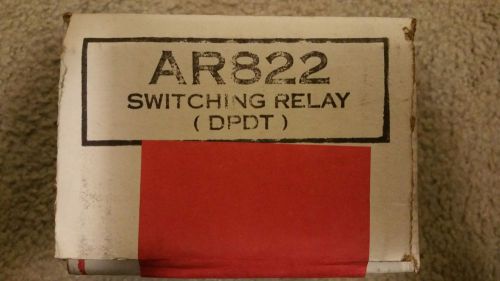 AR822
SWITCHING RELAY
( DPDT )